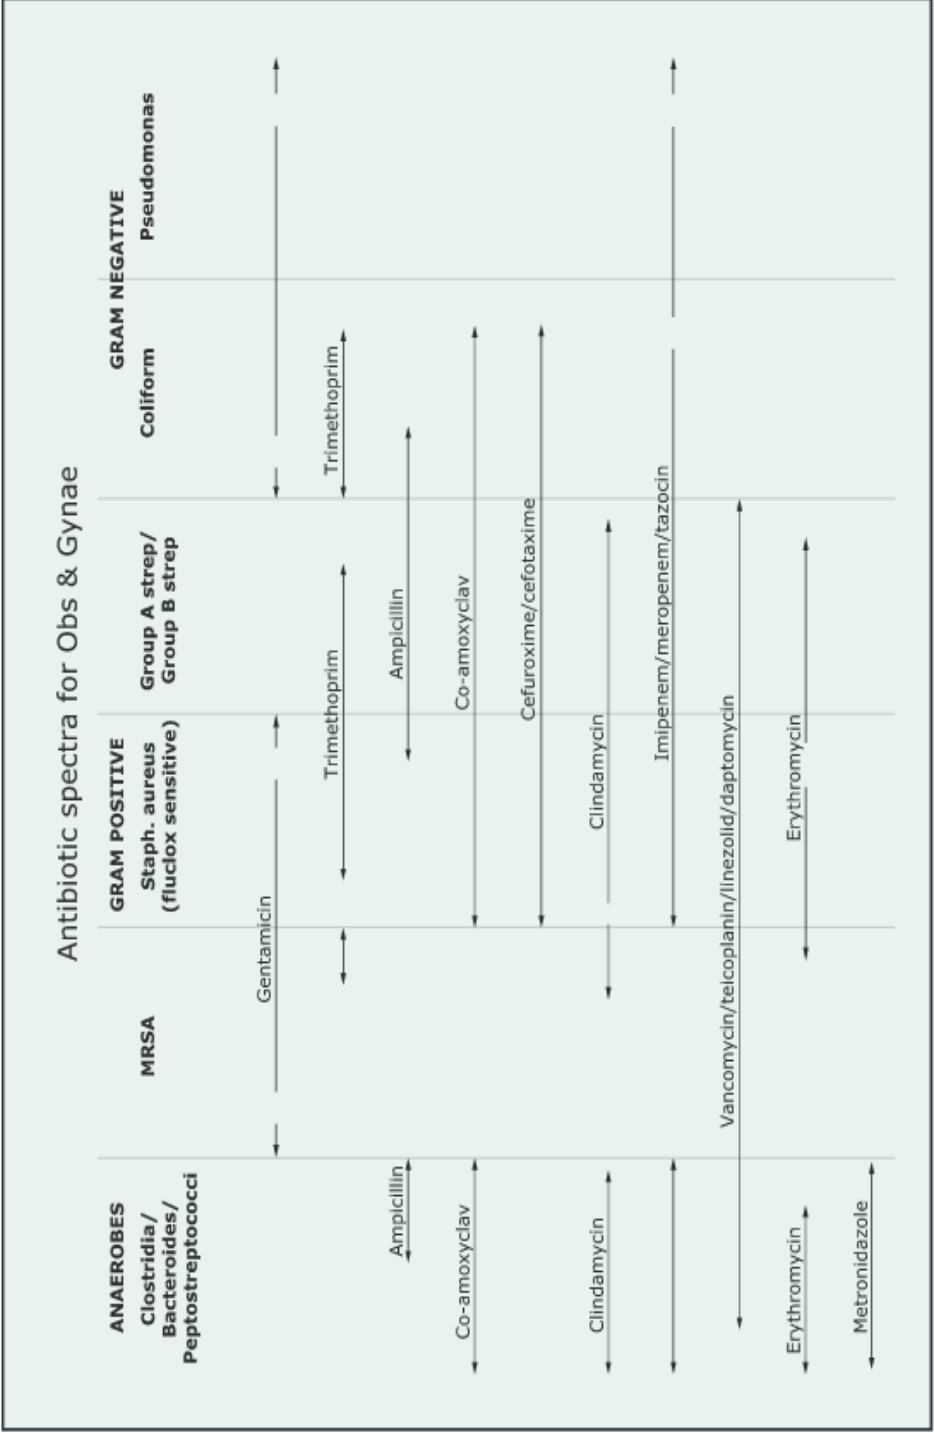 Antibiotic spectra for Obs & Gynae
ANAEROBES
GRAM POSITIVE
GRAM NEGATIVE
Clostridia/
Bacteroides/
Peptostreptococci
MRSA
Staph. aureus
(fluclox sensitive)
Group A strep/
Group B strep
Coliform
Pseudomonas
Gentamicin
Trimethoprim
Trimethoprim
Ampicillin
Ampicillin
Co-amoxyclav
Co-amoxyclav
Cefuroxime/cefotaxime
Clindamycin
Clindamycin
Imipenem/meropenem/tazocin
Vancomycin/teicoplanin/linezolid/daptomycin
Erythromycin
Erythromycin
Metronidazole